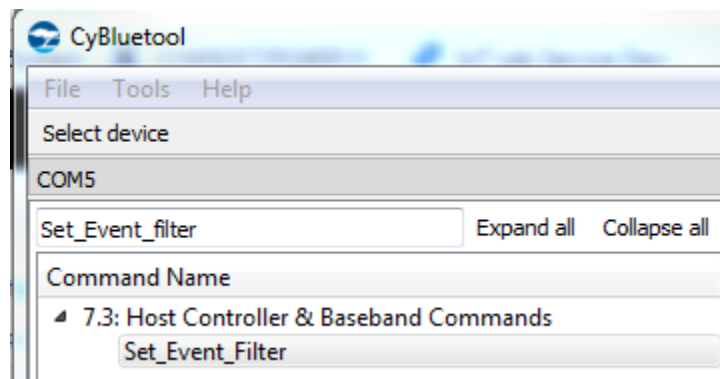 CyBluetool
File Tools Help
Select device
COM5
Set_Event_filter Expand all Collapse all
Command Name
7.3: Host Controller & Baseband Commands
Set_Event_Filter